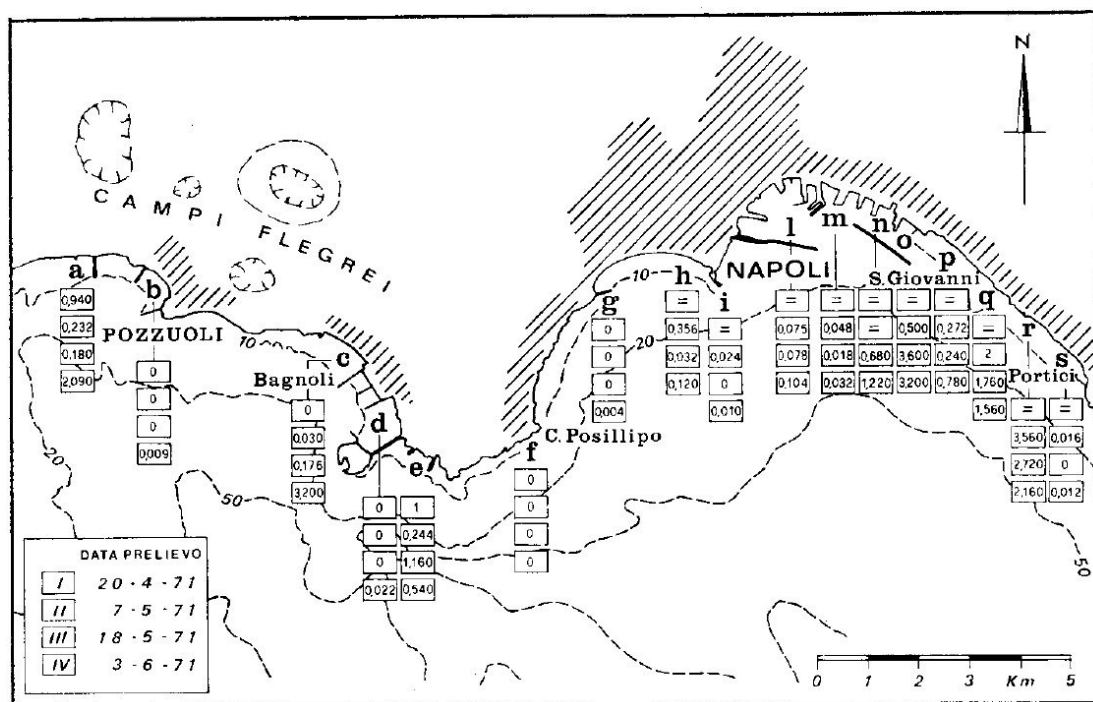 N
CAMPI FLEGREI
a
b
POZZUOLI
c
Bagnoli
d
e
f
C. Posillipo
g
h
i
NAPOLI
l
m
n
o
S. Giovanni
p
q
r
s
Portici
10
20
50
10
20
50
0,940
0,232
0,180
2,090
0
0
0
0,009
0
0,030
0,176
3,200
0
0
0
0,022
1
0,244
1,160
0,540
0
0
0
0
0
0
0
0,004
=
0,356
0,032
0,120
=
0,024
0
0,010
=
0,075
0,078
0,104
=
0,048
0,018
0,032
=
=
0,680
1,220
=
0,500
3,600
3,200
=
0,272
0,240
0,780
=
2
1,760
1,560
=
3,560
2,720
2,160
=
0,016
0
0,012
DATA PRELIEVO
I 20-4-71
II 7-5-71
III 18-5-71
IV 3-6-71
0 1 2 3 Km 5